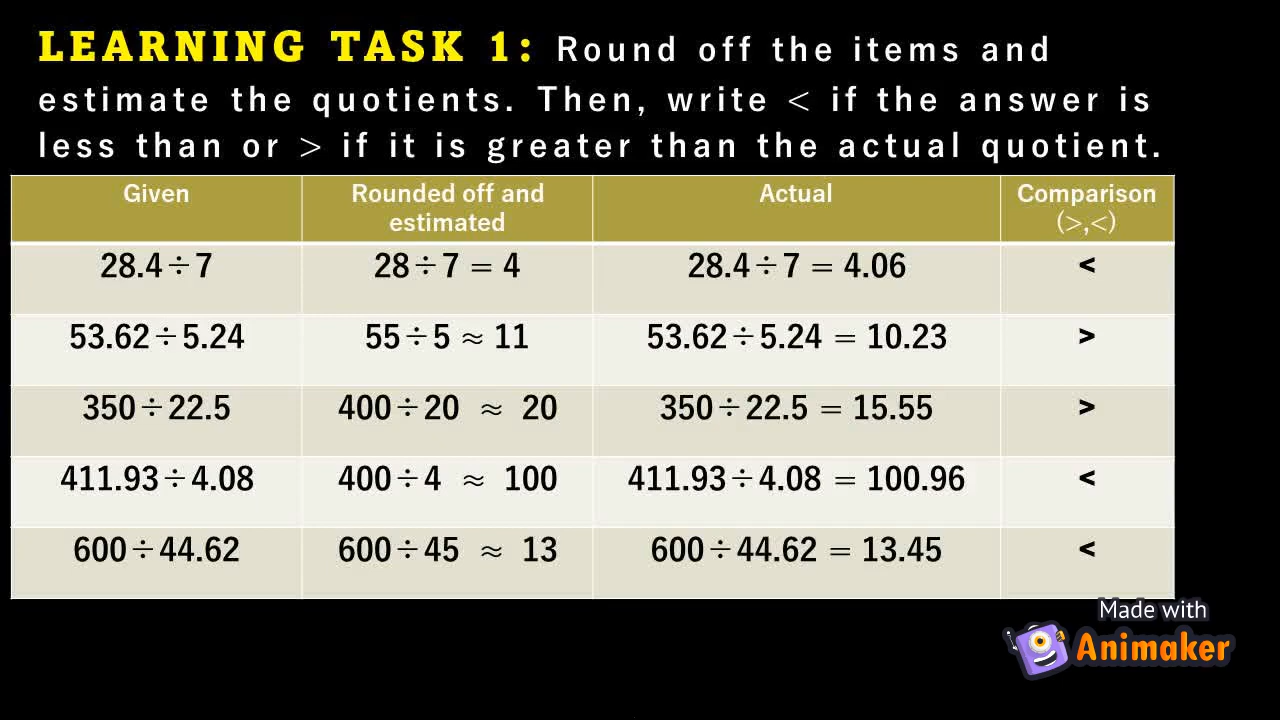 LEARNING TASK 1: Round off the items and
estimate the quotients. Then, write < if the answer is
less than or > if it is greater than the actual quotient.
Given Rounded off and estimated Actual Comparison (>,<)
28.4÷7 28÷7 = 4 28.4÷7 = 4.06 <
53.62÷5.24 55÷5 ≈ 11 53.62÷5.24 = 10.23 >
350÷22.5 400÷20 ≈ 20 350÷22.5 = 15.55 >
411.93÷4.08 400÷4 ≈ 100 411.93÷4.08 = 100.96 <
600÷44.62 600÷45 ≈ 13 600÷44.62 = 13.45 <
Made with
Animaker